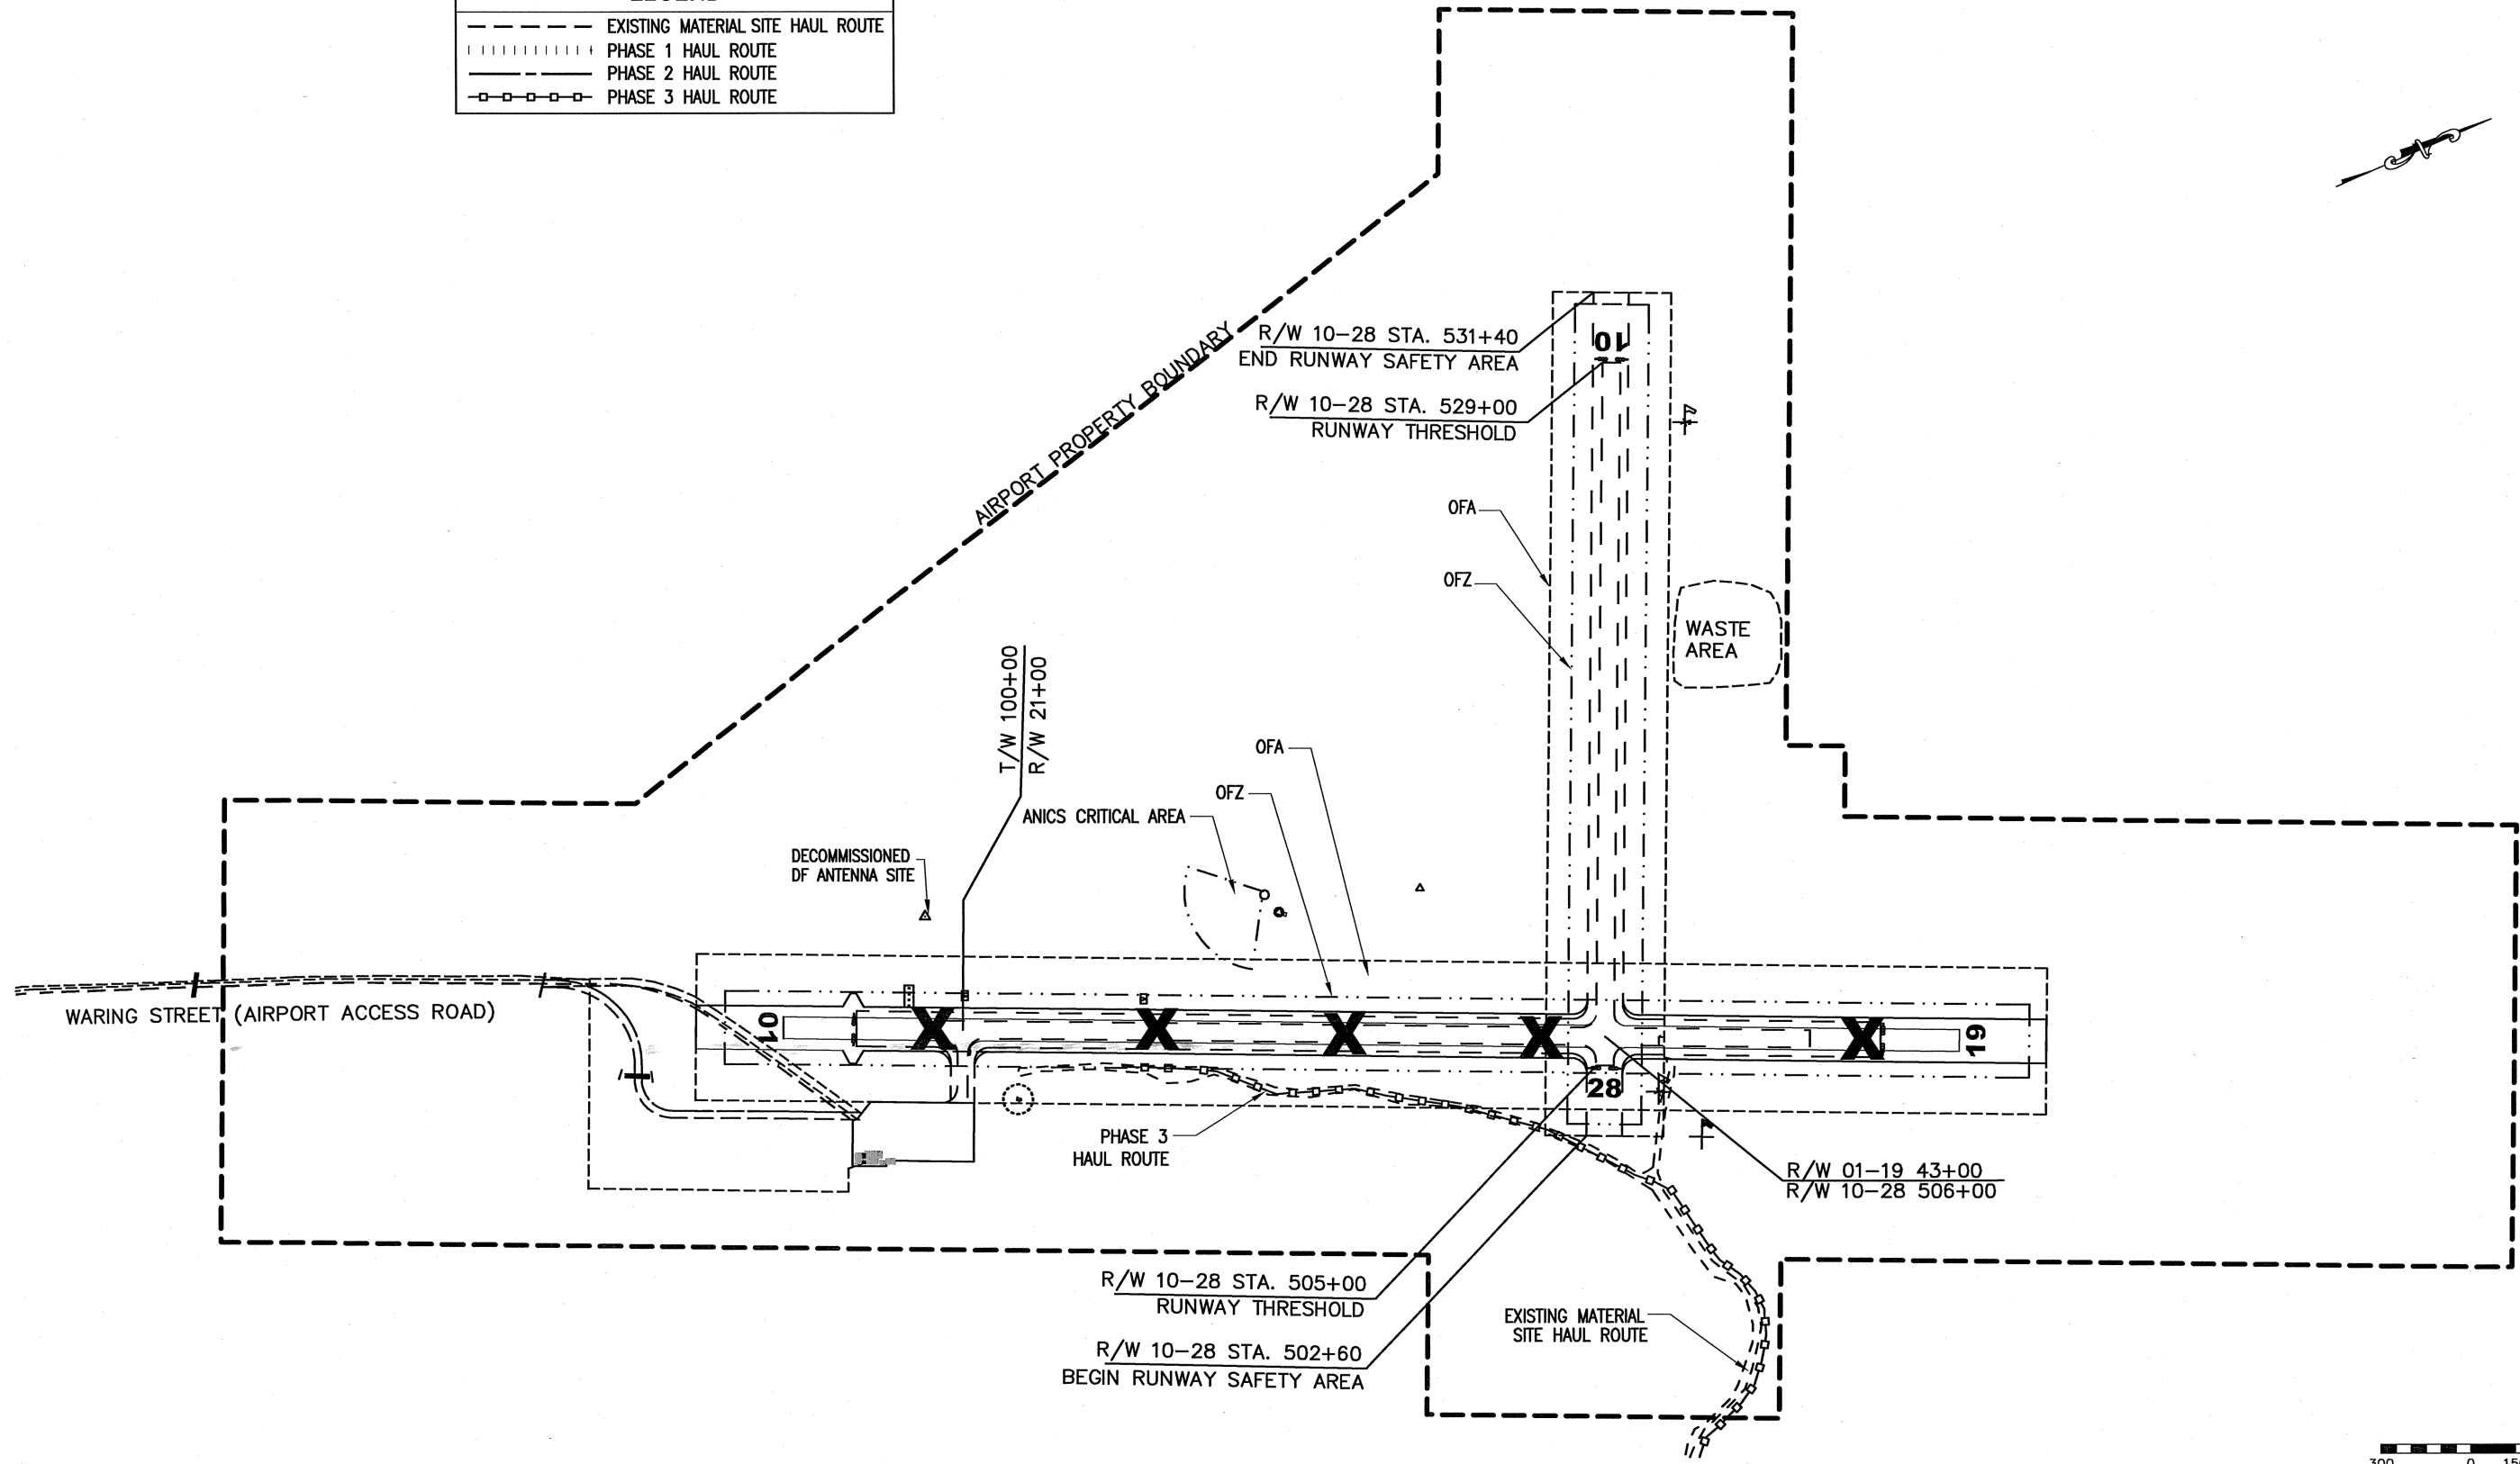 EXISTING MATERIAL SITE HAUL ROUTE
PHASE 1 HAUL ROUTE
PHASE 2 HAUL ROUTE
PHASE 3 HAUL ROUTE
AIRPORT PROPERTY BOUNDARY
R/W 10-28 STA. 531+40
END RUNWAY SAFETY AREA
R/W 10-28 STA. 529+00
RUNWAY THRESHOLD
10
OFA
OFZ
WASTE
AREA
T/W 100+00
R/W 21+00
OFA
OFZ
ANICS CRITICAL AREA
DECOMMISSIONED
DF ANTENNA SITE
WARING STREET (AIRPORT ACCESS ROAD)
01
X X X X X
19
28
PHASE 3
HAUL ROUTE
R/W 01-19 43+00
R/W 10-28 506+00
R/W 10-28 STA. 505+00
RUNWAY THRESHOLD
R/W 10-28 STA. 502+60
BEGIN RUNWAY SAFETY AREA
EXISTING MATERIAL
SITE HAUL ROUTE